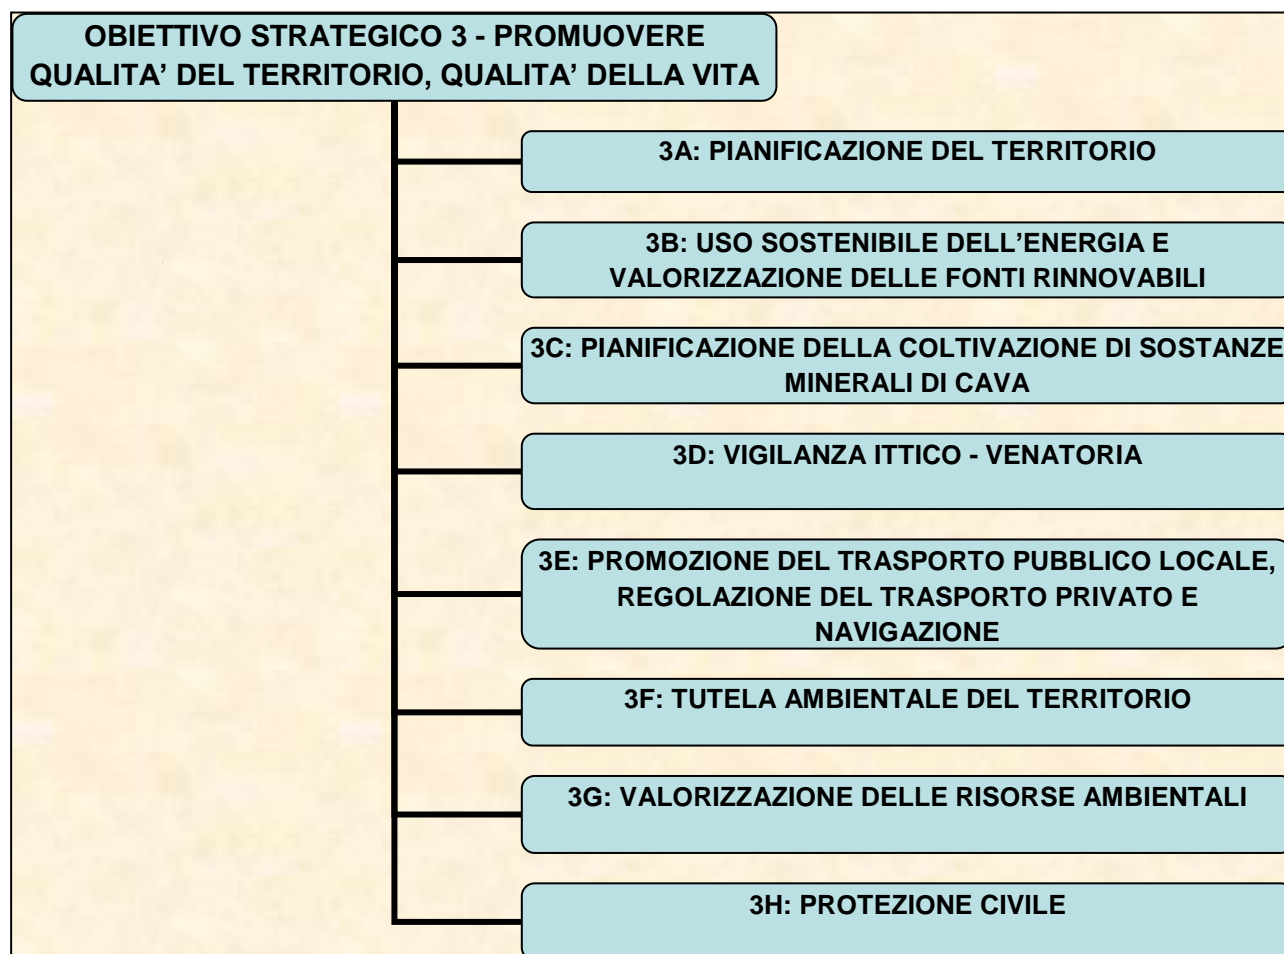 OBIETTIVO STRATEGICO 3 - PROMUOVERE
QUALITA’ DEL TERRITORIO, QUALITA’ DELLA VITA
3A: PIANIFICAZIONE DEL TERRITORIO
3B: USO SOSTENIBILE DELL’ENERGIA E
VALORIZZAZIONE DELLE FONTI RINNOVABILI
3C: PIANIFICAZIONE DELLA COLTIVAZIONE DI SOSTANZE
MINERALI DI CAVA
3D: VIGILANZA ITTICO - VENATORIA
3E: PROMOZIONE DEL TRASPORTO PUBBLICO LOCALE,
REGOLAZIONE DEL TRASPORTO PRIVATO E
NAVIGAZIONE
3F: TUTELA AMBIENTALE DEL TERRITORIO
3G: VALORIZZAZIONE DELLE RISORSE AMBIENTALI
3H: PROTEZIONE CIVILE